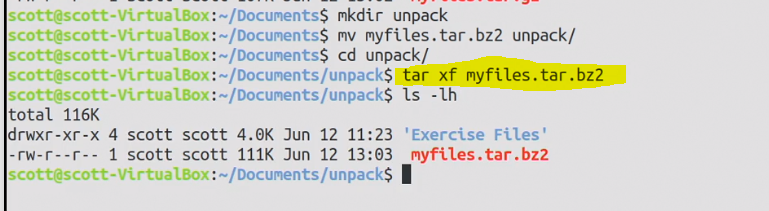 scott@scott-VirtualBox:~/Documents$ mkdir unpack
scott@scott-VirtualBox:~/Documents$ mv myfiles.tar.bz2 unpack/
scott@scott-VirtualBox:~/Documents$ cd unpack/
scott@scott-VirtualBox:~/Documents/unpack$ tar xf myfiles.tar.bz2
scott@scott-VirtualBox:~/Documents/unpack$ ls -lh
total 116K
drwxr-xr-x 4 scott scott 4.0K Jun 12 11:23 'Exercise Files'
-rw-r--r-- 1 scott scott 111K Jun 12 13:03 myfiles.tar.bz2
scott@scott-VirtualBox:~/Documents/unpack$